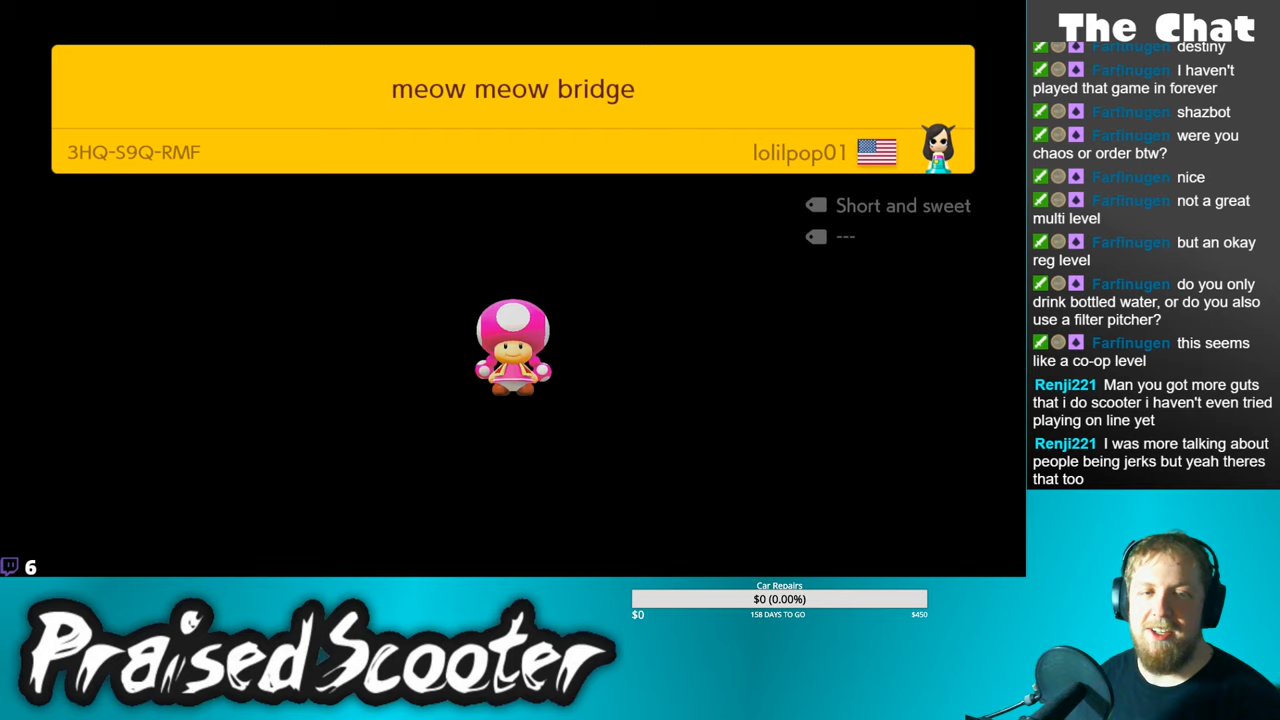 meow meow bridge
3HQ-S9Q-RMF
lolilpop01
Short and sweet
---
The Chat
Farfinugen destiny
Farfinugen I haven't
played that game in forever
Farfinugen shazbot
Farfinugen were you
chaos or order btw?
Farfinugen nice
Farfinugen not a great
multi level
Farfinugen but an okay
reg level
Farfinugen do you only
drink bottled water, or do you also
use a filter pitcher?
Farfinugen this seems
like a co-op level
Renji221 Man you got more guts
that i do scooter i haven't even tried
playing on line yet
Renji221 I was more talking about
people being jerks but yeah theres
that too
6
Car Repairs
$0 (0.00%)
$0 158 DAYS TO GO $450
PraisedScooter